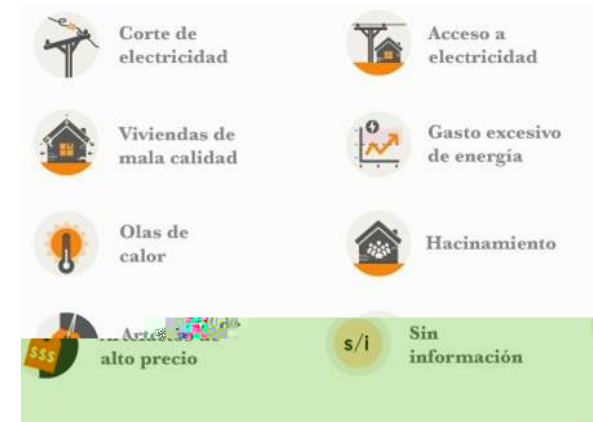 Corte de
electricidad
Acceso a
electricidad
Viviendas de
mala calidad
Gasto excesivo
de energía
Olas de
calor
Hacinamiento
alto precio
$$$
s/i
Sin
información